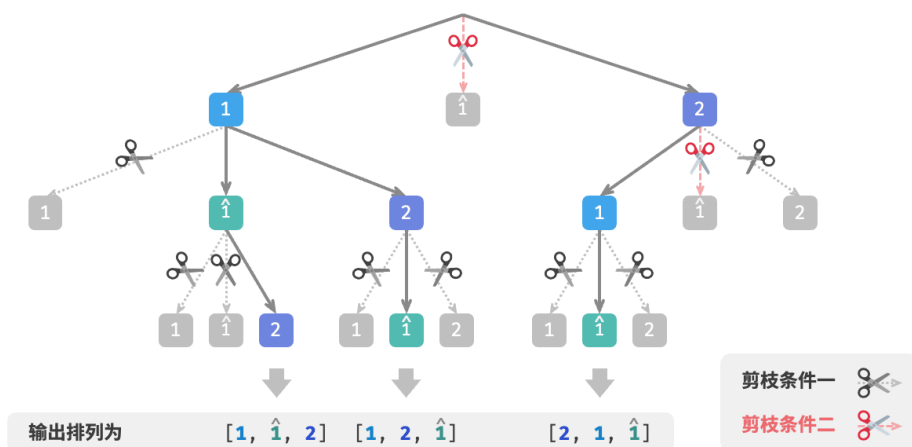 1 1̂ 2
1 1̂ 2 1 1̂ 2
1 1̂ 2 1 1̂ 2 1 1̂ 2
剪枝条件一
剪枝条件二
输出排列为 [1, 1̂, 2] [1, 2, 1̂] [2, 1, 1̂]